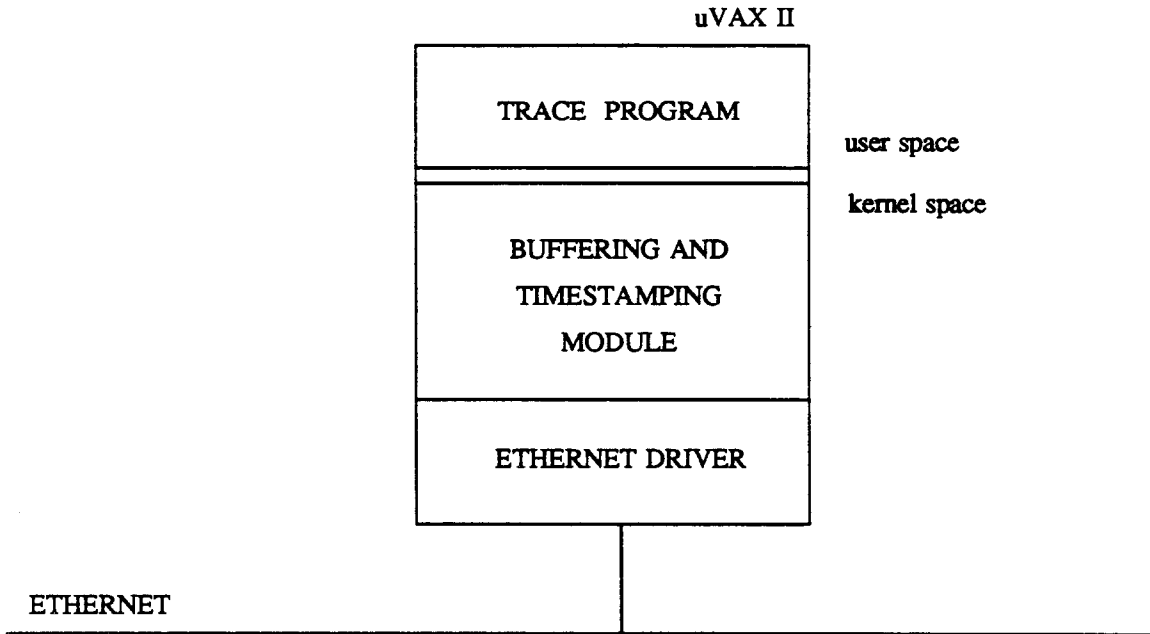 uVAX II
TRACE PROGRAM
user space
kernel space
BUFFERING AND
TIMESTAMPING
MODULE
ETHERNET DRIVER
ETHERNET